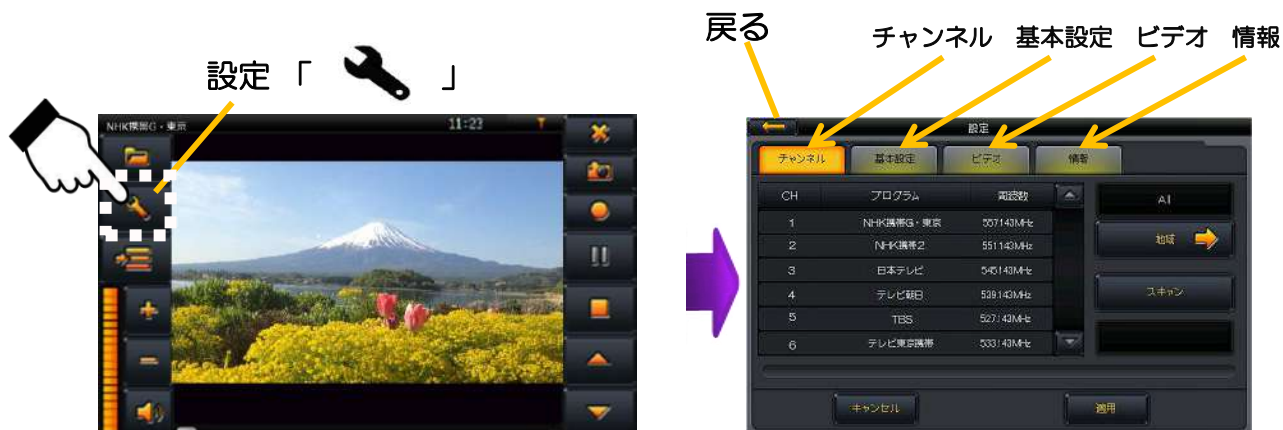 戻る
チャンネル 基本設定 ビデオ 情報
設定「 」
NHK携帯G・東京 11:23
設定
チャンネル 基本設定 ビデオ 情報
CH プログラム 周波数
1 NHK携帯G・東京 557.143MHz
2 NHK携帯2 551.143MHz
3 日本テレビ 545.143MHz
4 テレビ朝日 539.143MHz
5 TBS 527.143MHz
6 テレビ東京携帯 533.143MHz
All
地域
スキャン
キャンセル 適用